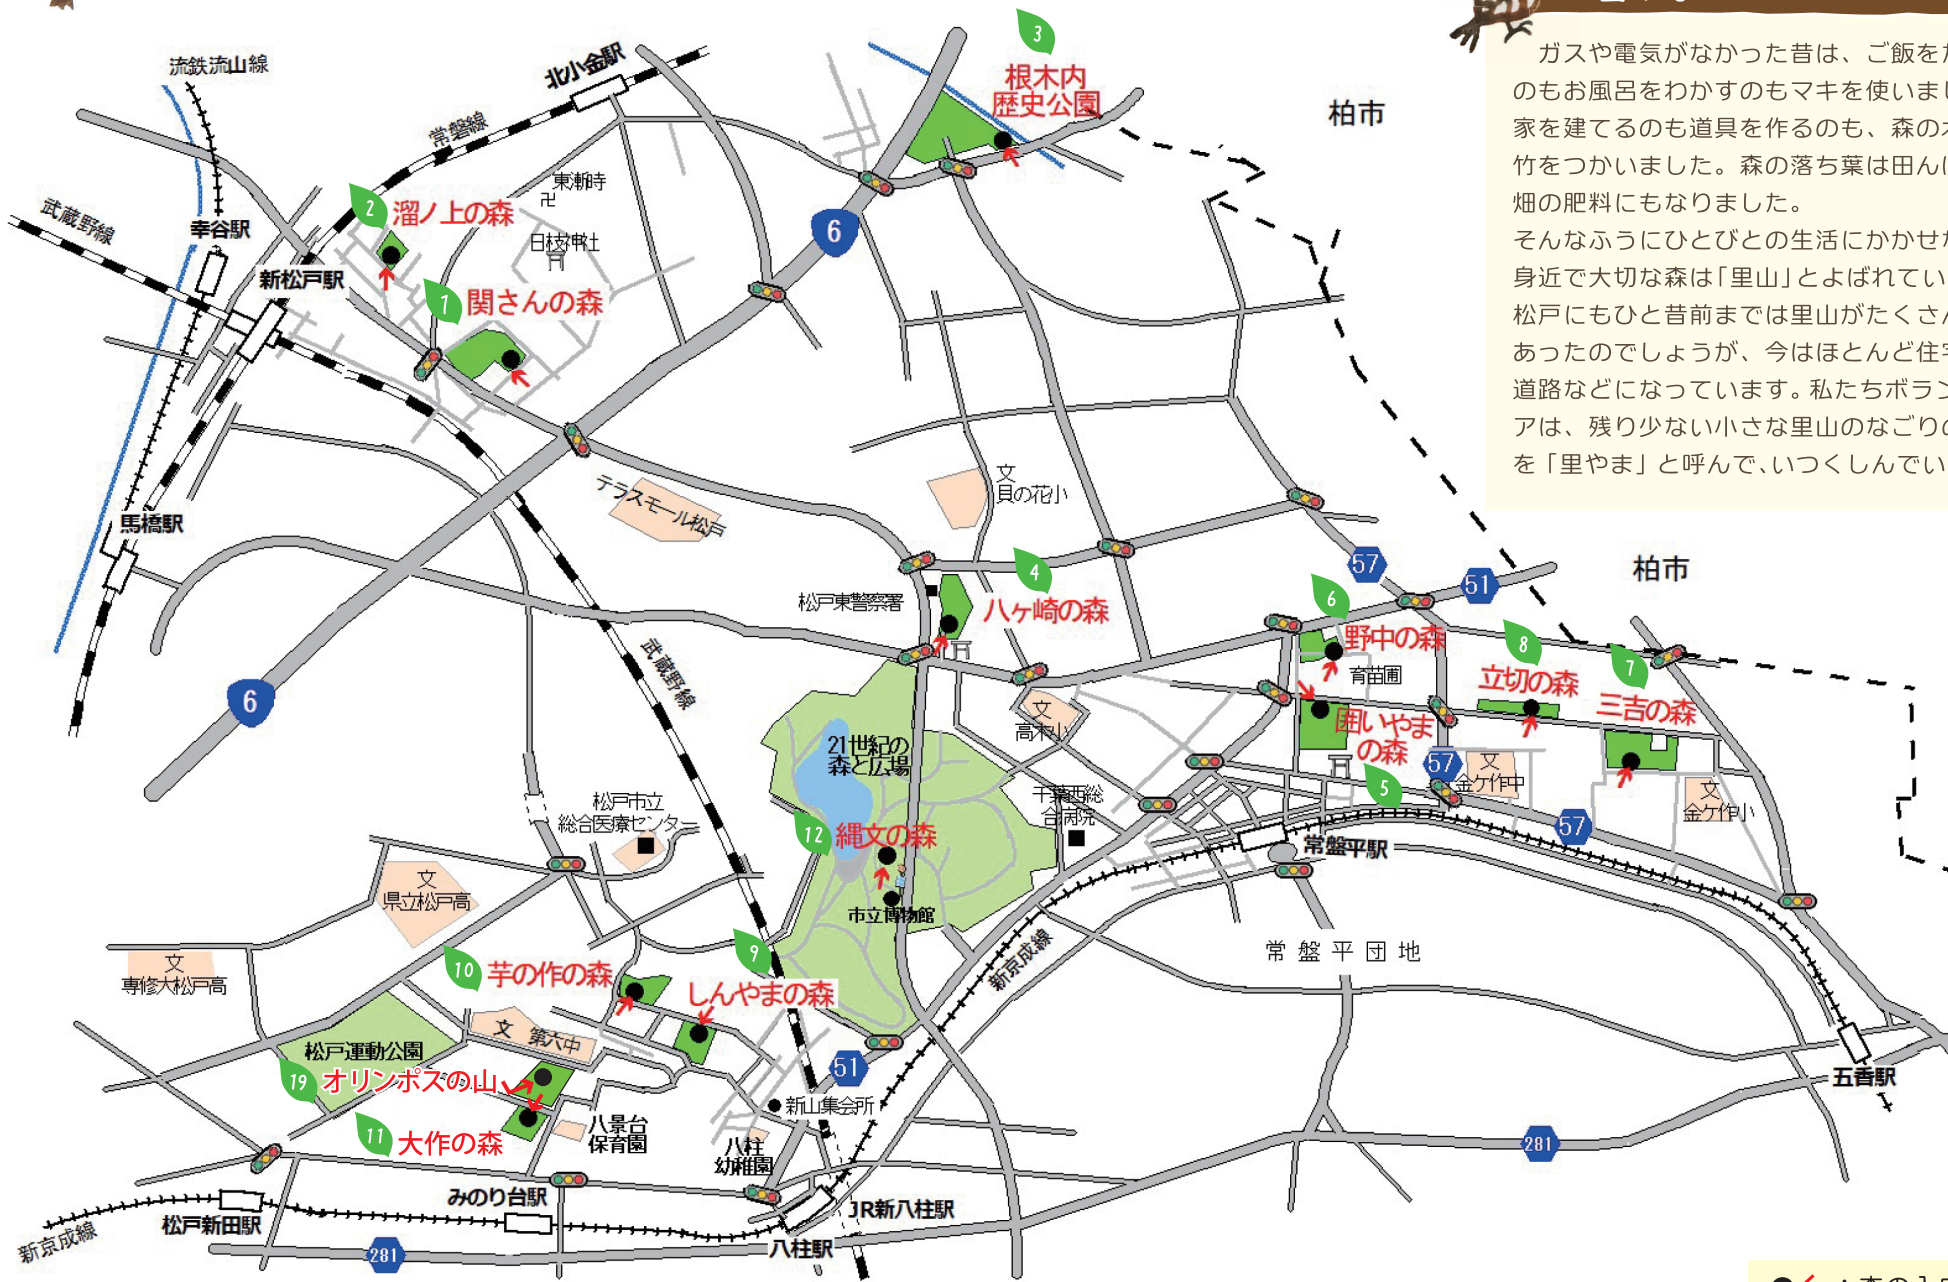 3
根木内
歴史公園
柏市
流鉄流山線
北小金駅
常磐線
東漸時
卍
日枝神社
6
2
溜ノ上の森
武蔵野線
幸谷駅
新松戸駅
1
関さんの森
馬橋駅
テラスモール松戸
文
貝の花小
4
八ヶ崎の森
松戸東警察署
57
51
柏市
6
野中の森
育苗圃
8
立切の森
7
三吉の森
囲いやま
の森
5
57
文
金ケ作中
文
金ケ作小
57
6
武蔵野線
文
高木小
21世紀の
森と広場
千葉西総
合病院
松戸市立
総合医療センター
12
縄文の森
市立博物館
常盤平駅
常盤平団地
新京成線
文
県立松戸高
文
専修大松戸高
10
芋の作の森
9
しんやまの森
文 第六中
松戸運動公園
19
オリンポスの山
11
大作の森
八景台
保育園
51
新山集会所
八柱
幼稚園
五香駅
281
みのり台駅
松戸新田駅
新京成線
JR新八柱駅
八柱駅
281
ガスや電気がなかった昔は、ご飯をた
のもお風呂をわかすのもマキを使いまし
家を建てるのも道具を作るのも、森の木
竹をつかいました。森の落ち葉は田んぼ
畑の肥料にもなりました。
そんなふうにひとびとの生活にかかせな
身近で大切な森は「里山」とよばれてい
松戸にもひと昔前までは里山がたくさん
あったのでしょうが、今はほとんど住宅
道路などになっています。私たちボラン
アは、残り少ない小さな里山のなごりの
を「里やま」と呼んで、いつくしんでい